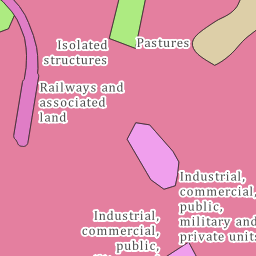 Isolated
structures
Pastures
Railways and
associated
land
Industrial,
commercial,
public,
military and
private units
Industrial,
commercial,
public,